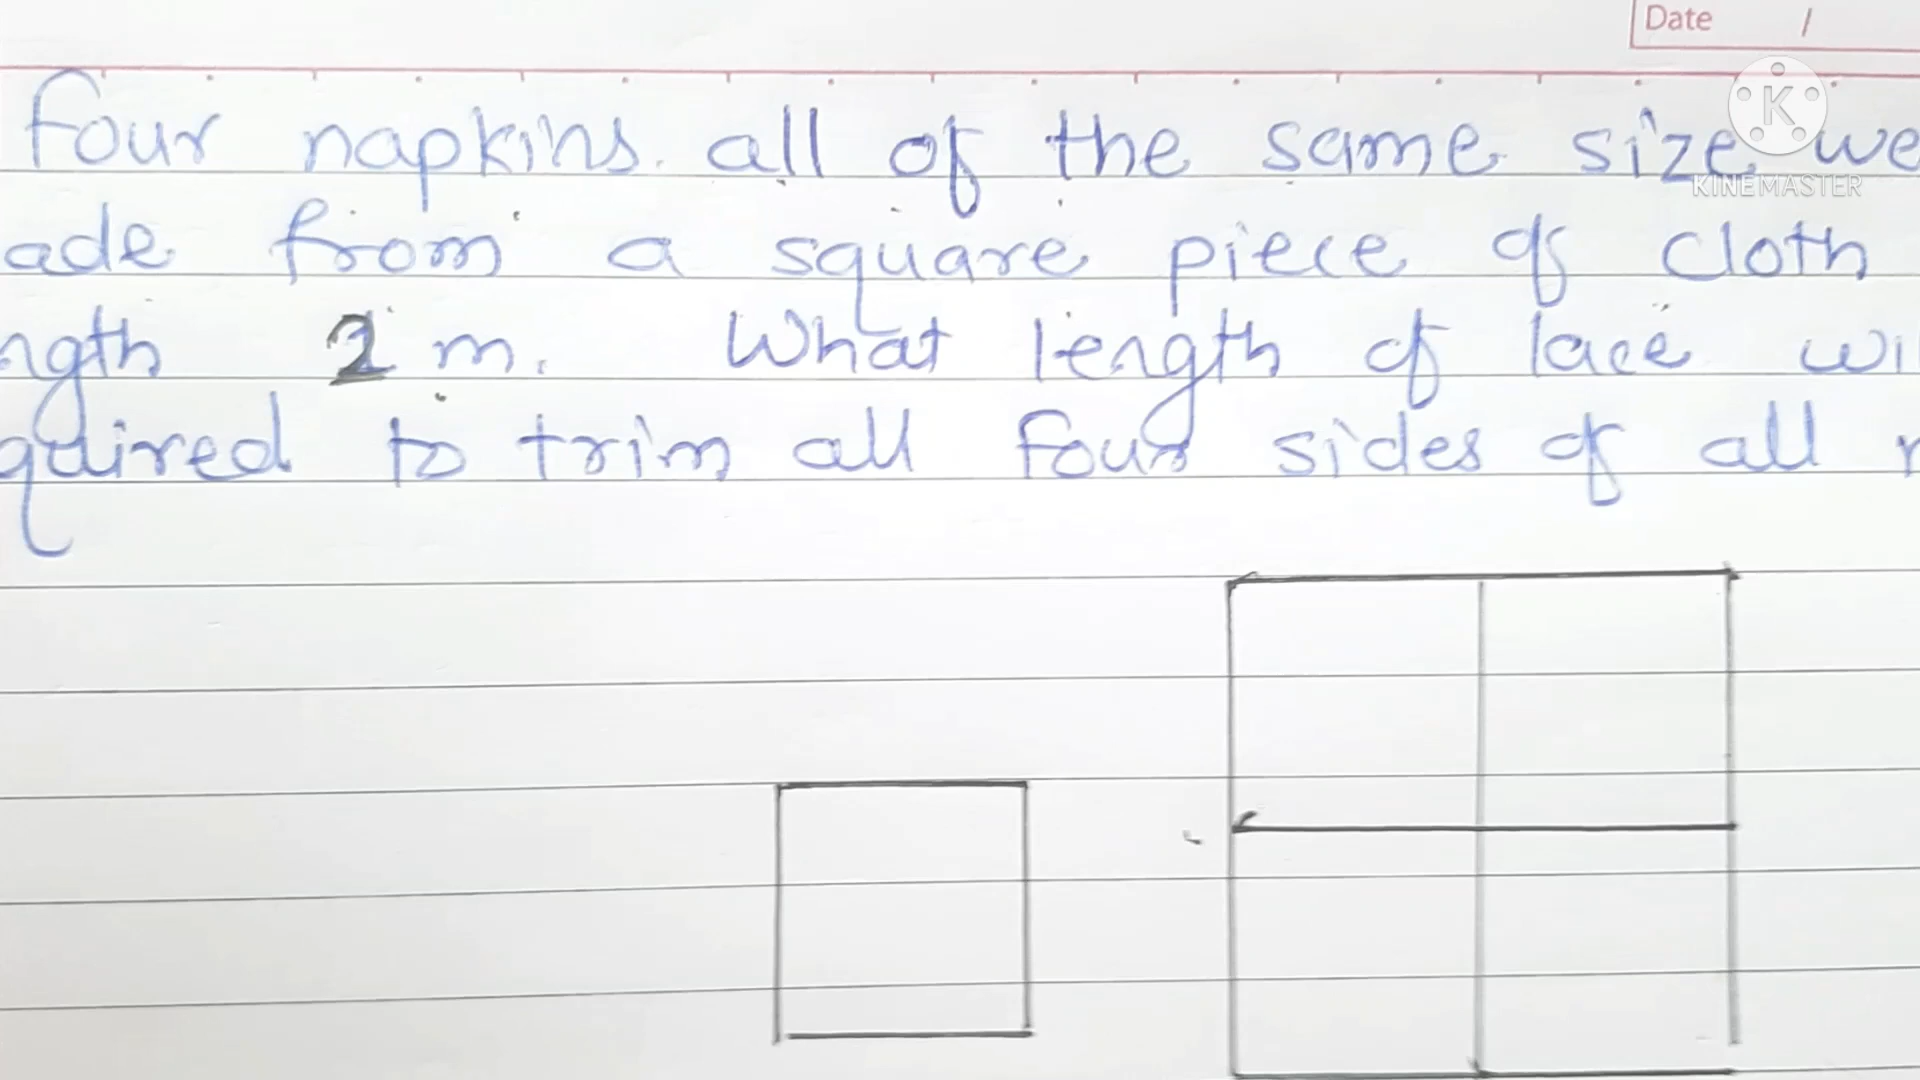 Date /
K
KINEMASTER
four napkins. all of the same size we
ade from a square piece of cloth
ngth 2 m. What length of lace wil
quired to trim all four sides of all n